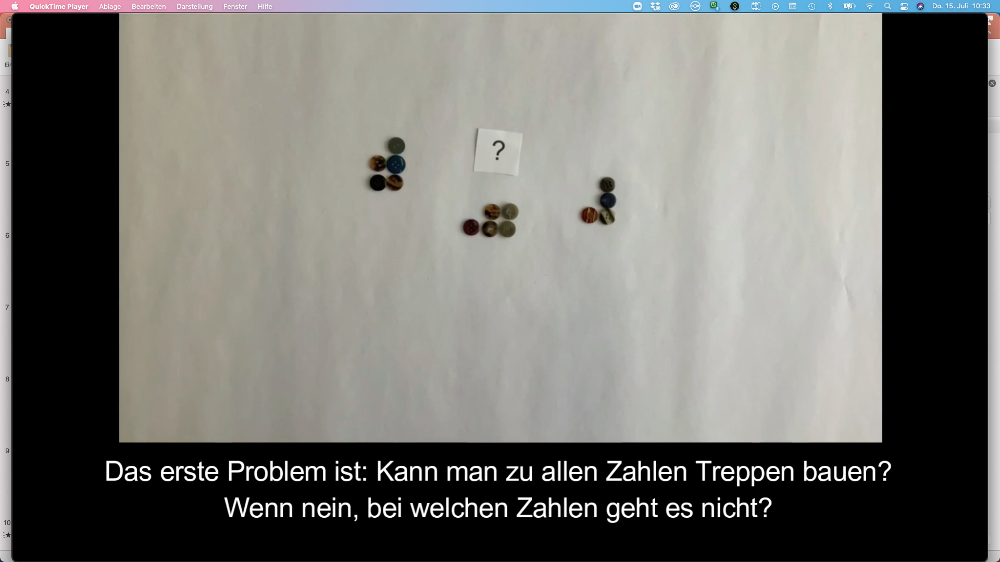 QuickTime Player Ablage Bearbeiten Darstellung Fenster Hilfe Do. 15. Juli 10:33
Ein
4
5
6
7
8
9
10
?
Das erste Problem ist: Kann man zu allen Zahlen Treppen bauen?
Wenn nein, bei welchen Zahlen geht es nicht?